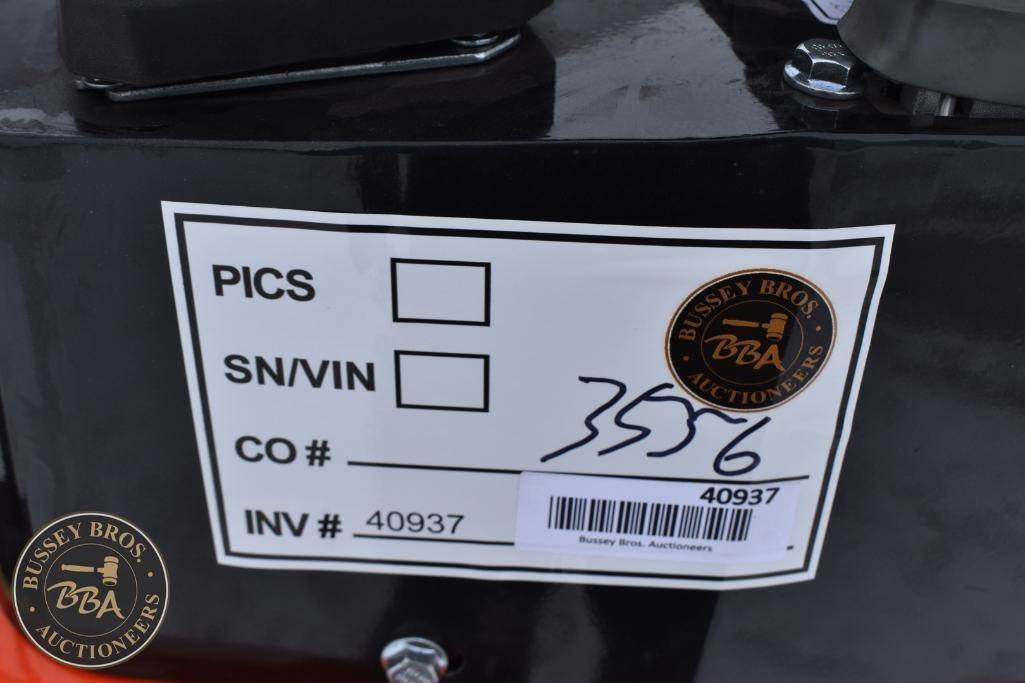 PICS
BUSSEY BROS.
BBA
AUCTIONEERS
SN/VIN
CO # 3556
40937
INV # 40937
Bussey Bros. Auctioneers
BUSSEY BROS.
BBA
AUCTIONEERS